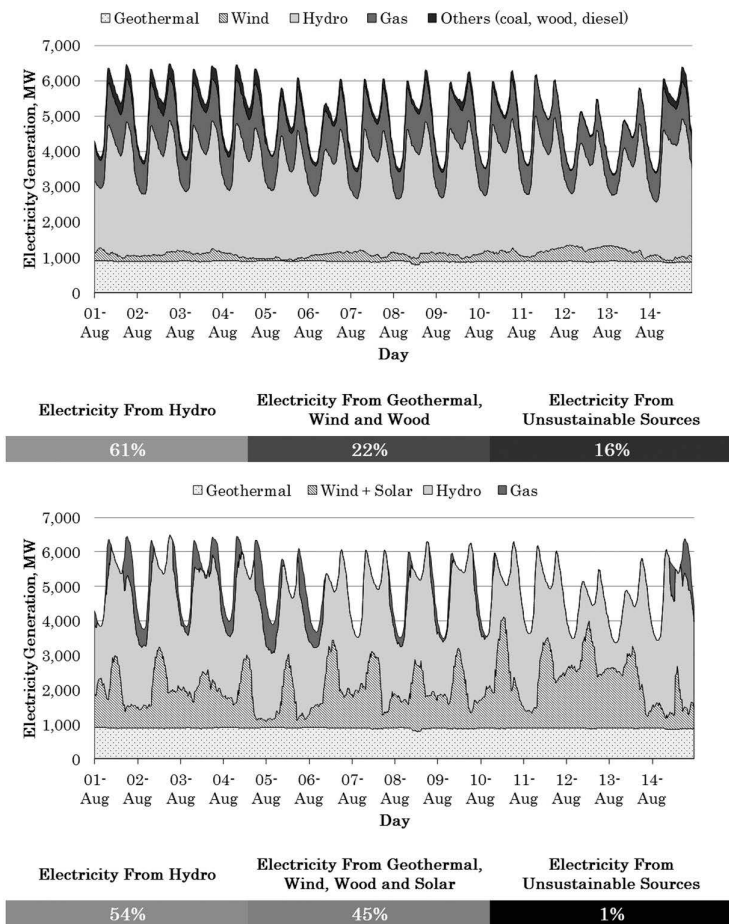 Geothermal Wind Hydro Gas Others (coal, wood, diesel)
7,000
6,000
5,000
4,000
3,000
2,000
1,000
0
Electricity Generation, MW
01- 02- 03- 04- 05- 06- 07- 08- 09- 10- 11- 12- 13- 14-
Aug Aug Aug Aug Aug Aug Aug Aug Aug Aug Aug Aug Aug Aug
Day
Electricity From Hydro
Electricity From Geothermal,
Wind and Wood
Electricity From
Unsustainable Sources
61% 22% 16%
Geothermal Wind + Solar Hydro Gas
7,000
6,000
5,000
4,000
3,000
2,000
1,000
0
Electricity Generation, MW
01- 02- 03- 04- 05- 06- 07- 08- 09- 10- 11- 12- 13- 14-
Aug Aug Aug Aug Aug Aug Aug Aug Aug Aug Aug Aug Aug Aug
Day
Electricity From Hydro
Electricity From Geothermal,
Wind, Wood and Solar
Electricity From
Unsustainable Sources
54% 45% 1%